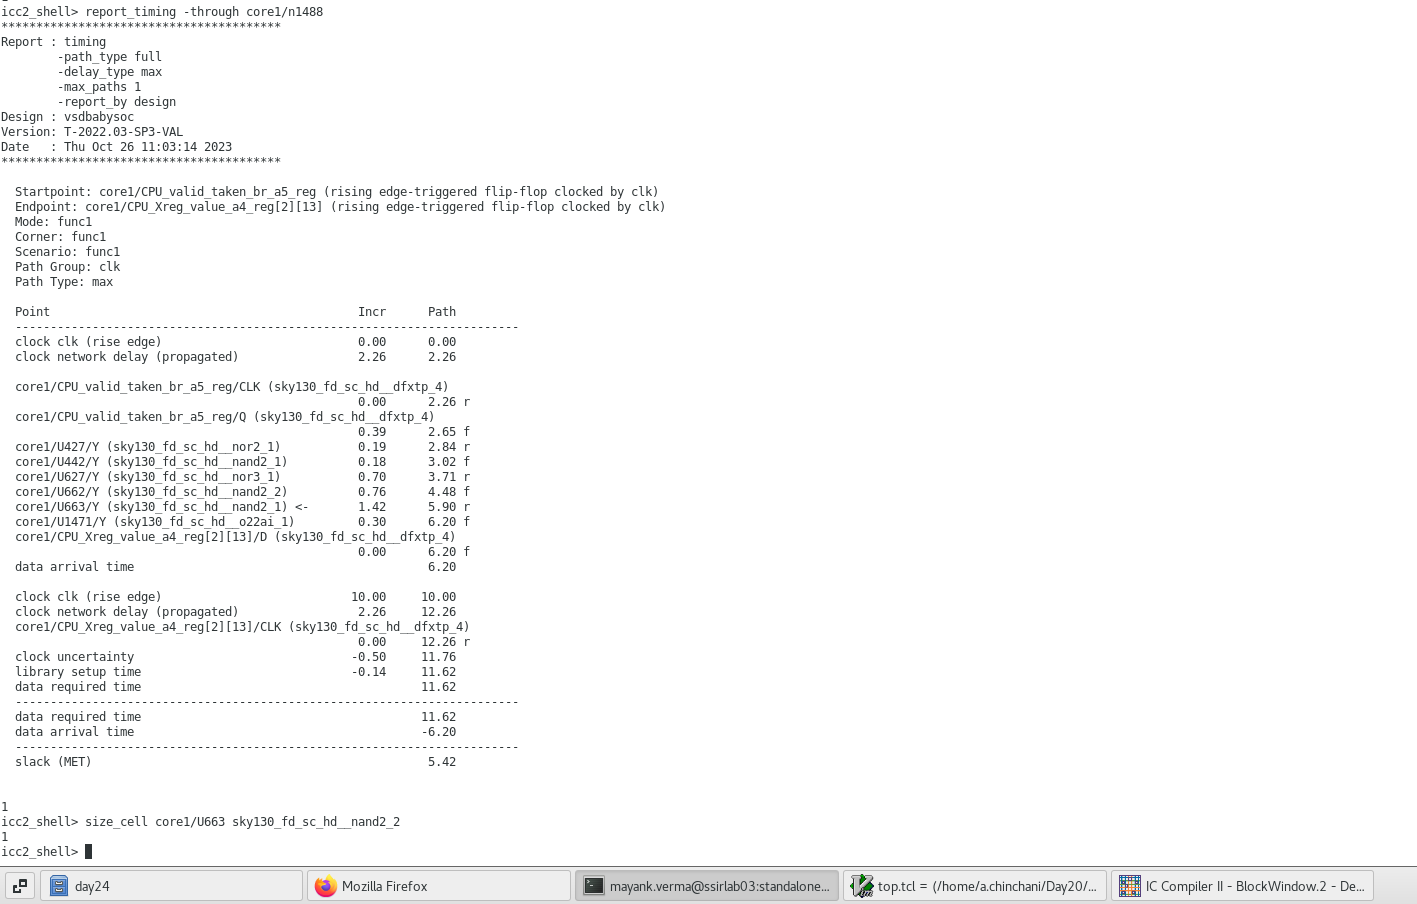 icc2_shell> report_timing -through core1/n1488
****************************************
Report : timing
        -path_type full
        -delay_type max
        -max_paths 1
        -report_by design
Design : vsdbabysoc
Version: T-2022.03-SP3-VAL
Date   : Thu Oct 26 11:03:14 2023
****************************************

  Startpoint: core1/CPU_valid_taken_br_a5_reg (rising edge-triggered flip-flop clocked by clk)
  Endpoint: core1/CPU_Xreg_value_a4_reg[2][13] (rising edge-triggered flip-flop clocked by clk)
  Mode: func1
  Corner: func1
  Scenario: func1
  Path Group: clk
  Path Type: max

  Point                                            Incr      Path
  ------------------------------------------------------------------------
  clock clk (rise edge)                            0.00      0.00
  clock network delay (propagated)                 2.26      2.26

  core1/CPU_valid_taken_br_a5_reg/CLK (sky130_fd_sc_hd__dfxtp_4)
                                                   0.00      2.26 r
  core1/CPU_valid_taken_br_a5_reg/Q (sky130_fd_sc_hd__dfxtp_4)
                                                   0.39      2.65 f
  core1/U427/Y (sky130_fd_sc_hd__nor2_1)           0.19      2.84 r
  core1/U442/Y (sky130_fd_sc_hd__nand2_1)          0.18      3.02 f
  core1/U627/Y (sky130_fd_sc_hd__nor3_1)           0.70      3.71 r
  core1/U662/Y (sky130_fd_sc_hd__nand2_2)          0.76      4.48 f
  core1/U663/Y (sky130_fd_sc_hd__nand2_1) <-       1.42      5.90 r
  core1/U1471/Y (sky130_fd_sc_hd__o22ai_1)         0.30      6.20 f
  core1/CPU_Xreg_value_a4_reg[2][13]/D (sky130_fd_sc_hd__dfxtp_4)
                                                   0.00      6.20 f
  data arrival time                                          6.20

  clock clk (rise edge)                           10.00     10.00
  clock network delay (propagated)                 2.26     12.26
  core1/CPU_Xreg_value_a4_reg[2][13]/CLK (sky130_fd_sc_hd__dfxtp_4)
                                                   0.00     12.26 r
  clock uncertainty                               -0.50     11.76
  library setup time                              -0.14     11.62
  data required time                                        11.62
  ------------------------------------------------------------------------
  data required time                                        11.62
  data arrival time                                         -6.20
  ------------------------------------------------------------------------
  slack (MET)                                                5.42

1
icc2_shell> size_cell core1/U663 sky130_fd_sc_hd__nand2_2
1
icc2_shell>
day24
Mozilla Firefox
mayank.verma@ssirlab03:standalone...
top.tcl = (/home/a.chinchani/Day20/...
IC Compiler II - BlockWindow.2 - De...